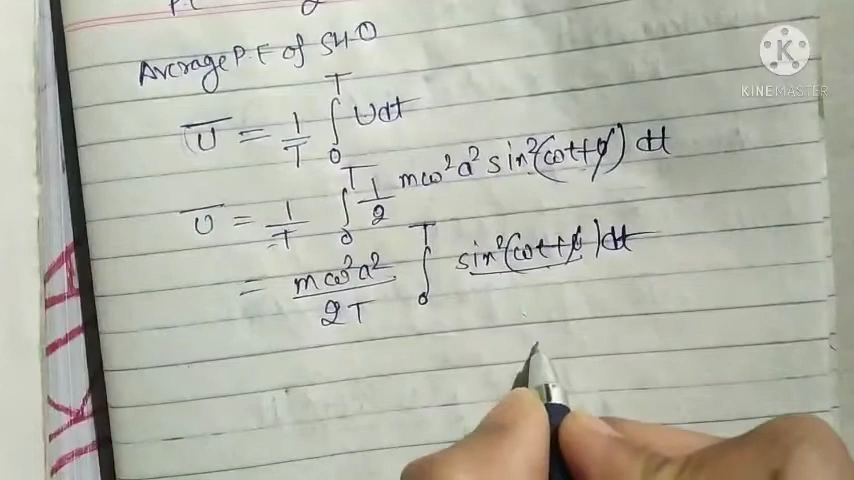 P.E
Average P.E of SHO
K
KINEMASTER
U̅ = 1/T ∫₀ᵀ U dt
U̅ = 1/T ∫₀ᵀ 1/2 mω²a² sin²(ωt+φ) dt
= mω²a²/2T ∫₀ᵀ sin²(ωt+φ) dt